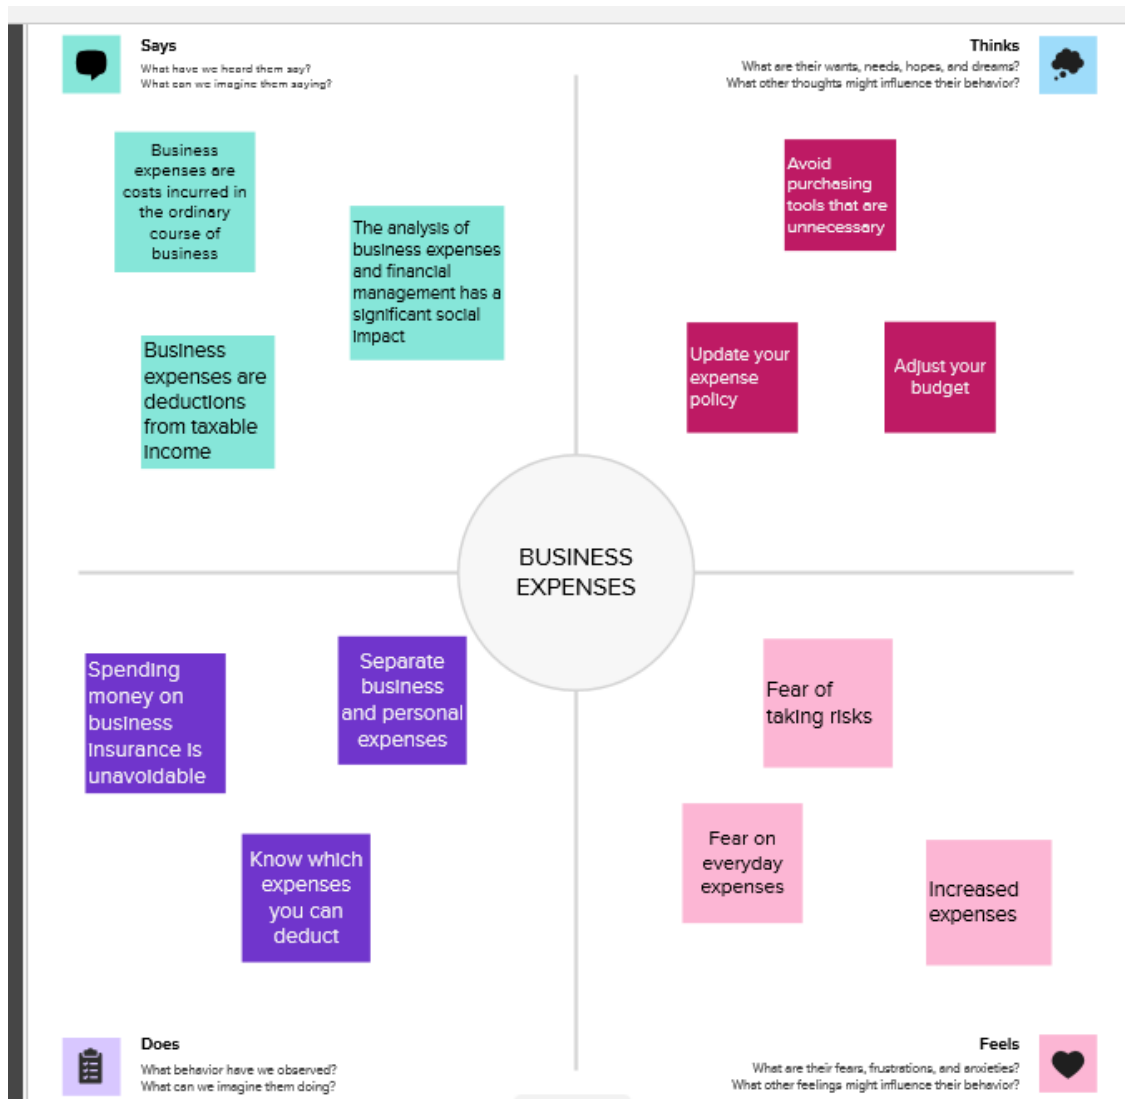 Says
What have we heard them say?
What can we imagine them saying?
Thinks
What are their wants, needs, hopes, and dreams?
What other thoughts might influence their behavior?
Business
expenses are
costs incurred in
the ordinary
course of
business
The analysis of
business expenses
and financial
management has a
significant social
impact
Business
expenses are
deductions
from taxable
income
Avoid
purchasing
tools that are
unnecessary
Update your
expense
policy
Adjust your
budget
BUSINESS
EXPENSES
Spending
money on
business
insurance is
unavoidable
Separate
business
and personal
expenses
Know which
expenses
you can
deduct
Fear of
taking risks
Fear on
everyday
expenses
Increased
expenses
Does
What behavior have we observed?
What can we imagine them doing?
Feels
What are their fears, frustrations, and anxieties?
What other feelings might influence their behavior?